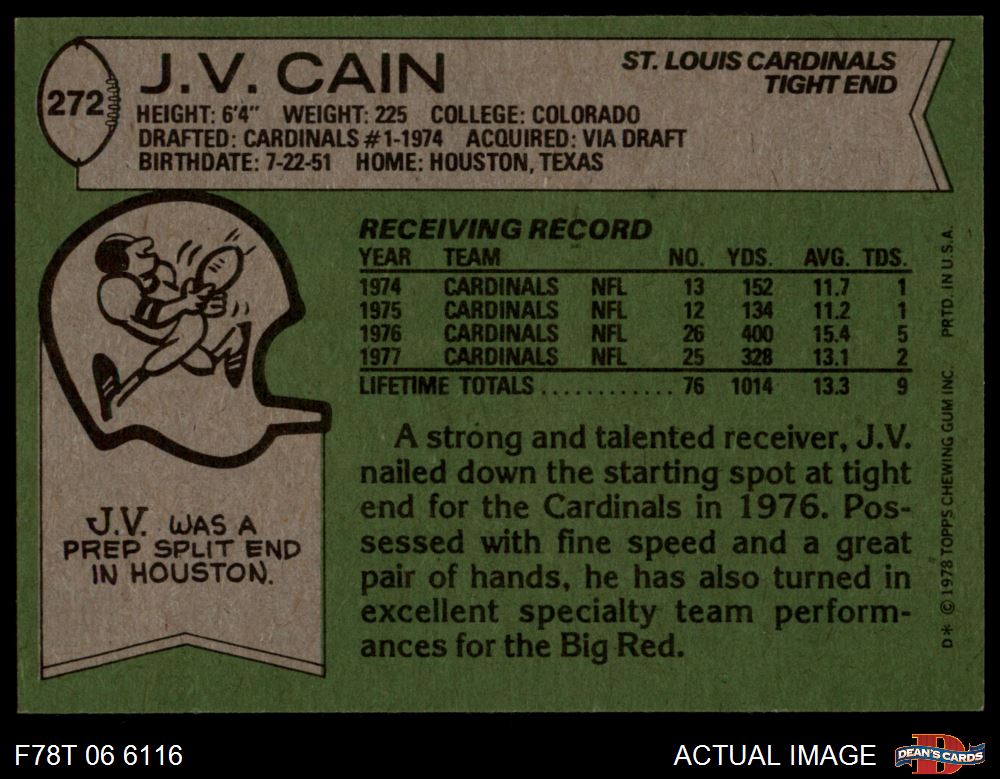 272
J.V. CAIN
ST. LOUIS CARDINALS
TIGHT END
HEIGHT: 6'4" WEIGHT: 225 COLLEGE: COLORADO
DRAFTED: CARDINALS #1-1974 ACQUIRED: VIA DRAFT
BIRTHDATE: 7-22-51 HOME: HOUSTON, TEXAS
RECEIVING RECORD
YEAR TEAM NO. YDS. AVG. TDS.
1974 CARDINALS NFL 13 152 11.7 1
1975 CARDINALS NFL 12 134 11.2 1
1976 CARDINALS NFL 26 400 15.4 5
1977 CARDINALS NFL 25 328 13.1 2
LIFETIME TOTALS ............ 76 1014 13.3 9
A strong and talented receiver, J.V.
nailed down the starting spot at tight
end for the Cardinals in 1976. Pos-
sessed with fine speed and a great
pair of hands, he has also turned in
excellent specialty team perform-
ances for the Big Red.
J.V. WAS A
PREP SPLIT END
IN HOUSTON.
D* © 1978 TOPPS CHEWING GUM INC. PRTD. IN U.S.A.
F78T 06 6116
ACTUAL IMAGE
DEAN'S CARDS